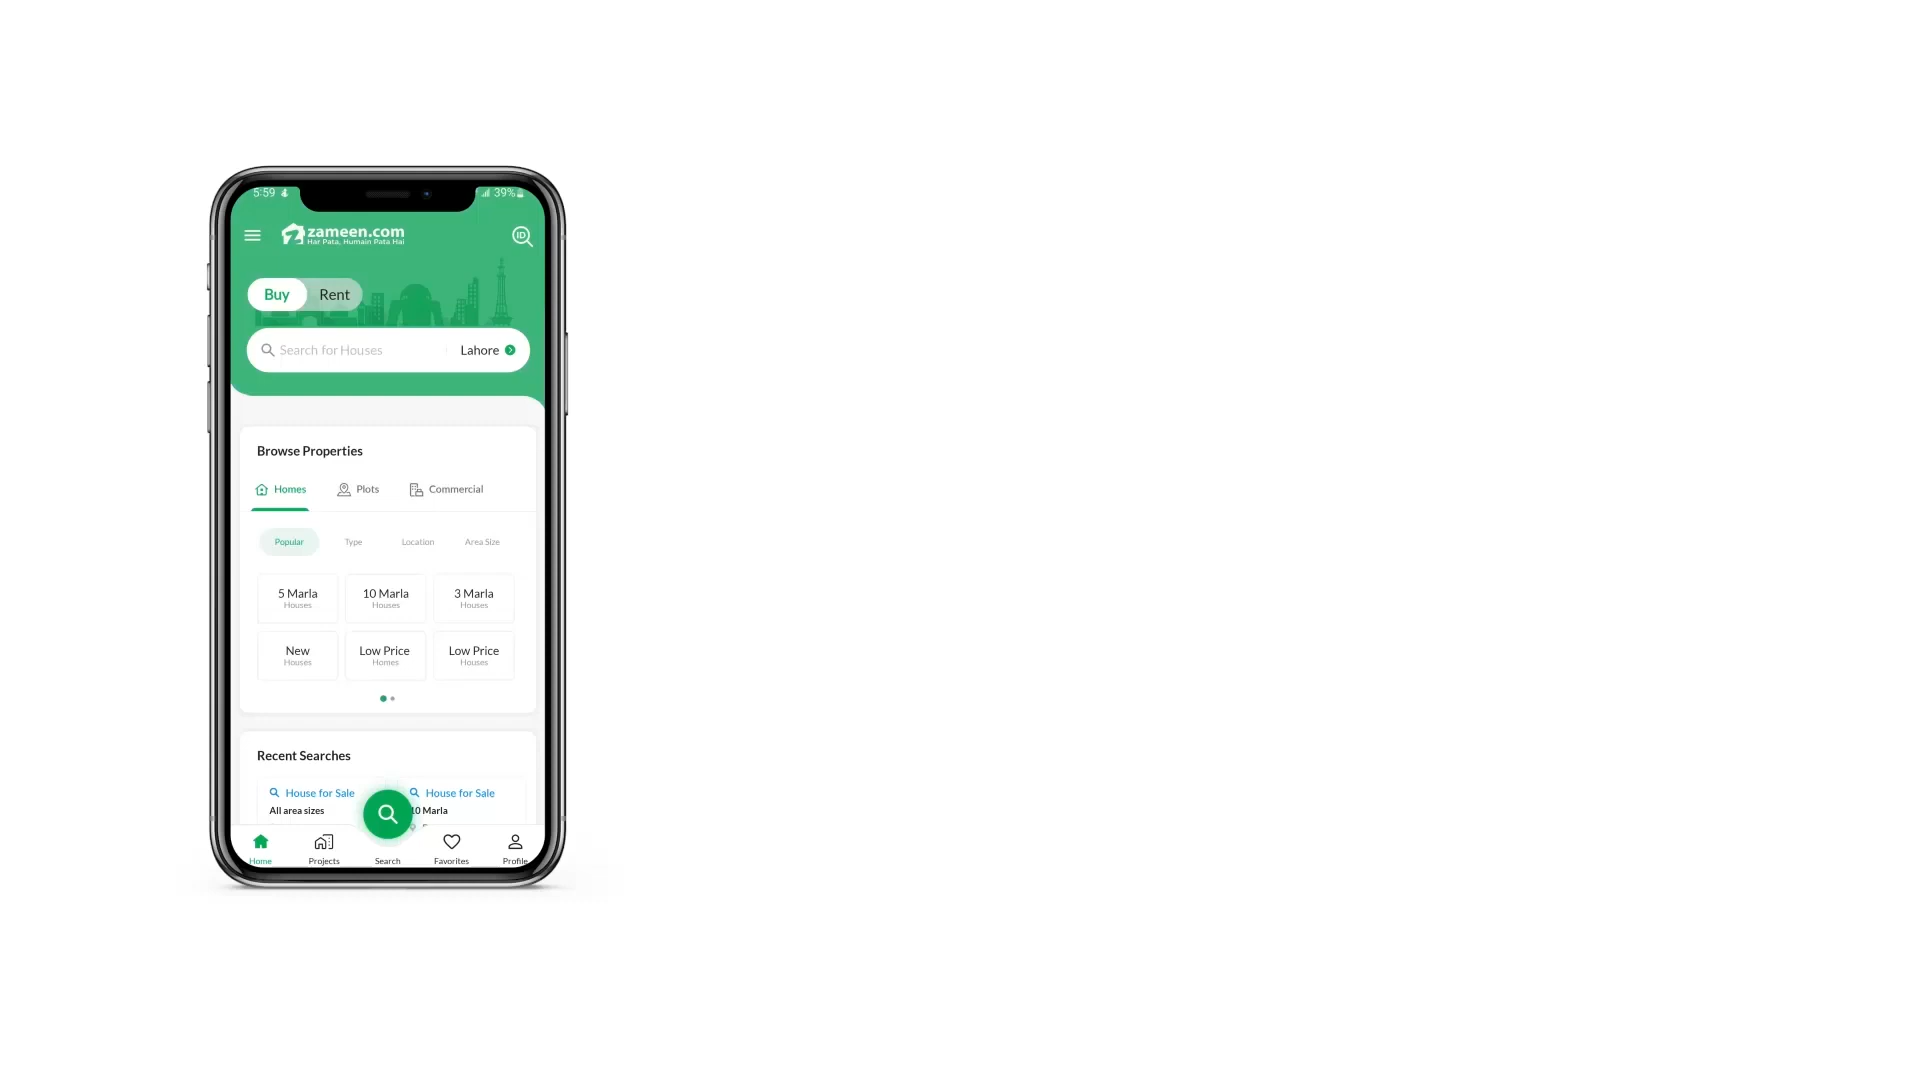 5:59 39%
zameen.com
Har Pata, Humain Pata Hai
ID
Buy Rent
Search for Houses Lahore
Browse Properties
Homes Plots Commercial
Popular Type Location Area Size
5 Marla 10 Marla 3 Marla
Houses Houses Houses
New Low Price Low Price
Houses Homes Houses
Recent Searches
House for Sale House for Sale
All area sizes 10 Marla
Home Projects Search Favorites Profile